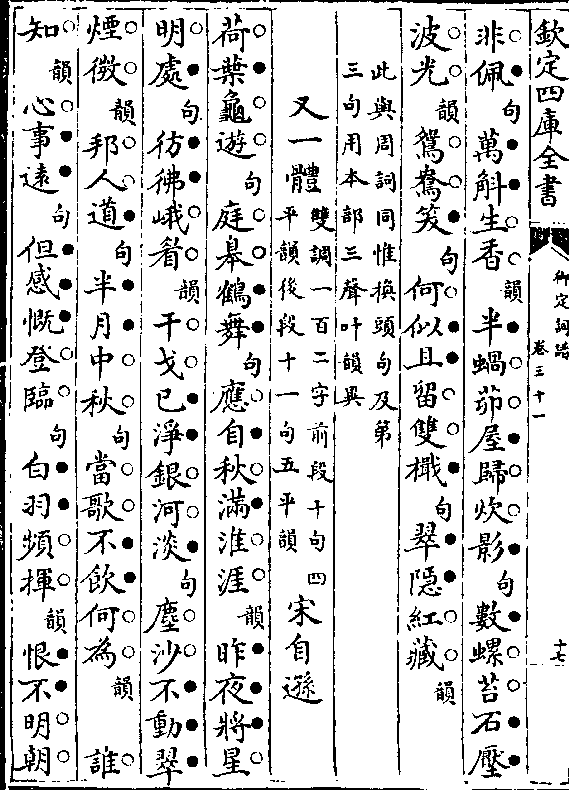 欽定四庫全書
御定詞譜
卷三十一
十七
非佩句萬斛生香韻半蝸茆屋歸炊影句數螺苔石壓
波光韻鴛鴦笑句何似且留雙檝句翠隱紅藏韻
此與周詞同惟換頭句及第
三句用本部三聲叶韻異
又一體雙調一百二字前段十句四
平韻後段十一句五平韻
宋自遜
荷葉龜遊句庭皋鶴舞句應自秋滿淮涯韻昨夜將星
明處句彷彿峨眉韻干戈已淨銀河淡句塵沙不動翠
煙微韻邦人道句半月中秋句當歌不飲何為韻 誰
知韻心事遠句但感慨登臨句白羽頻揮韻恨不明朝